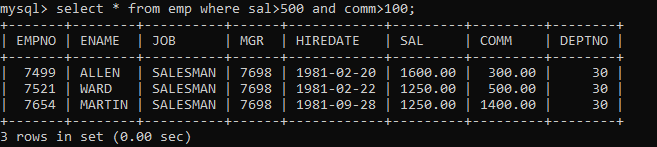 mysql> select * from emp where sal>500 and comm>100;
+-------+--------+----------+------+------------+---------+---------+--------+
| EMPNO | ENAME  | JOB      | MGR  | HIREDATE   | SAL     | COMM    | DEPTNO |
+-------+--------+----------+------+------------+---------+---------+--------+
|  7499 | ALLEN  | SALESMAN | 7698 | 1981-02-20 | 1600.00 |  300.00 |     30 |
|  7521 | WARD   | SALESMAN | 7698 | 1981-02-22 | 1250.00 |  500.00 |     30 |
|  7654 | MARTIN | SALESMAN | 7698 | 1981-09-28 | 1250.00 | 1400.00 |     30 |
+-------+--------+----------+------+------------+---------+---------+--------+
3 rows in set (0.00 sec)